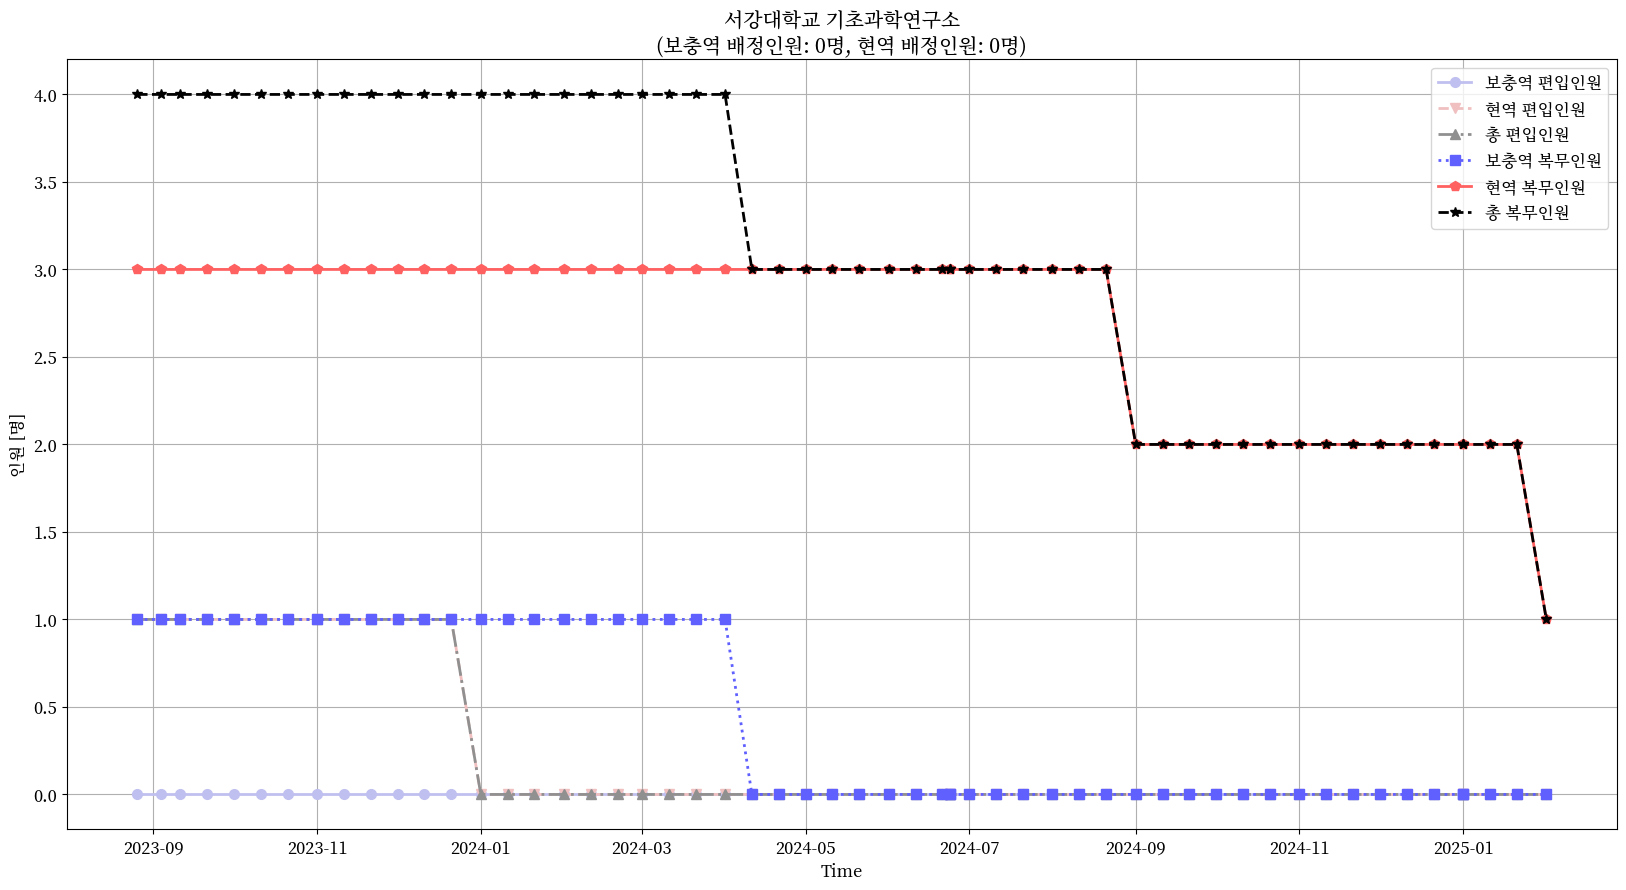 서강대학교 기초과학연구소
(보충역 배정인원: 0명, 현역 배정인원: 0명)
보충역 편입인원
현역 편입인원
총 편입인원
보충역 복무인원
현역 복무인원
총 복무인원
인원 [명]
4.0
3.5
3.0
2.5
2.0
1.5
1.0
0.5
0.0
2023-09
2023-11
2024-01
2024-03
2024-05
2024-07
2024-09
2024-11
2025-01
Time